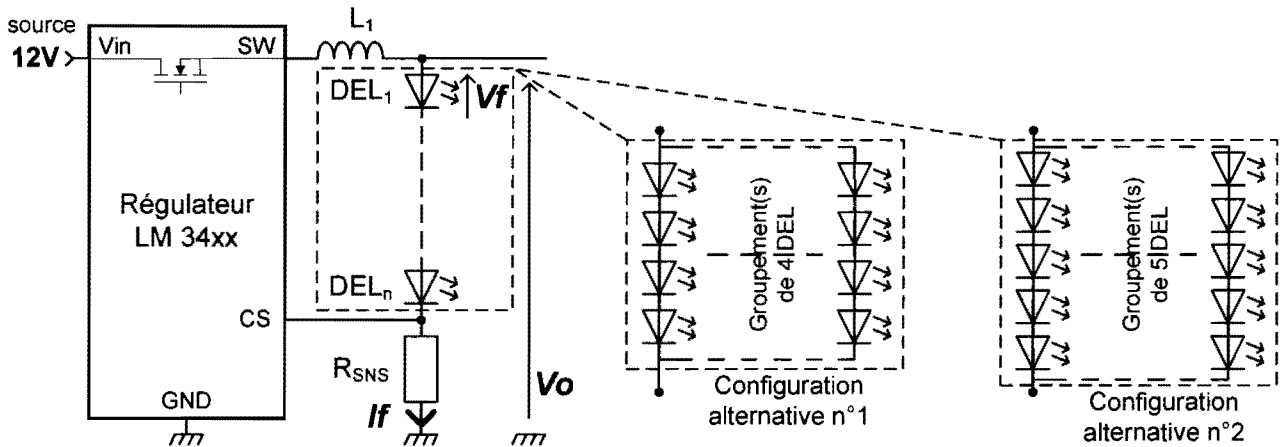 source
12V
Vin
SW
L₁
DEL₁
Vf
Régulateur
LM 34xx
DELₙ
CS
R_SNS
GND
If
Vo
Groupement(s)
de 4 DEL
Configuration
alternative n°1
Groupement(s)
de 5 DEL
Configuration
alternative n°2